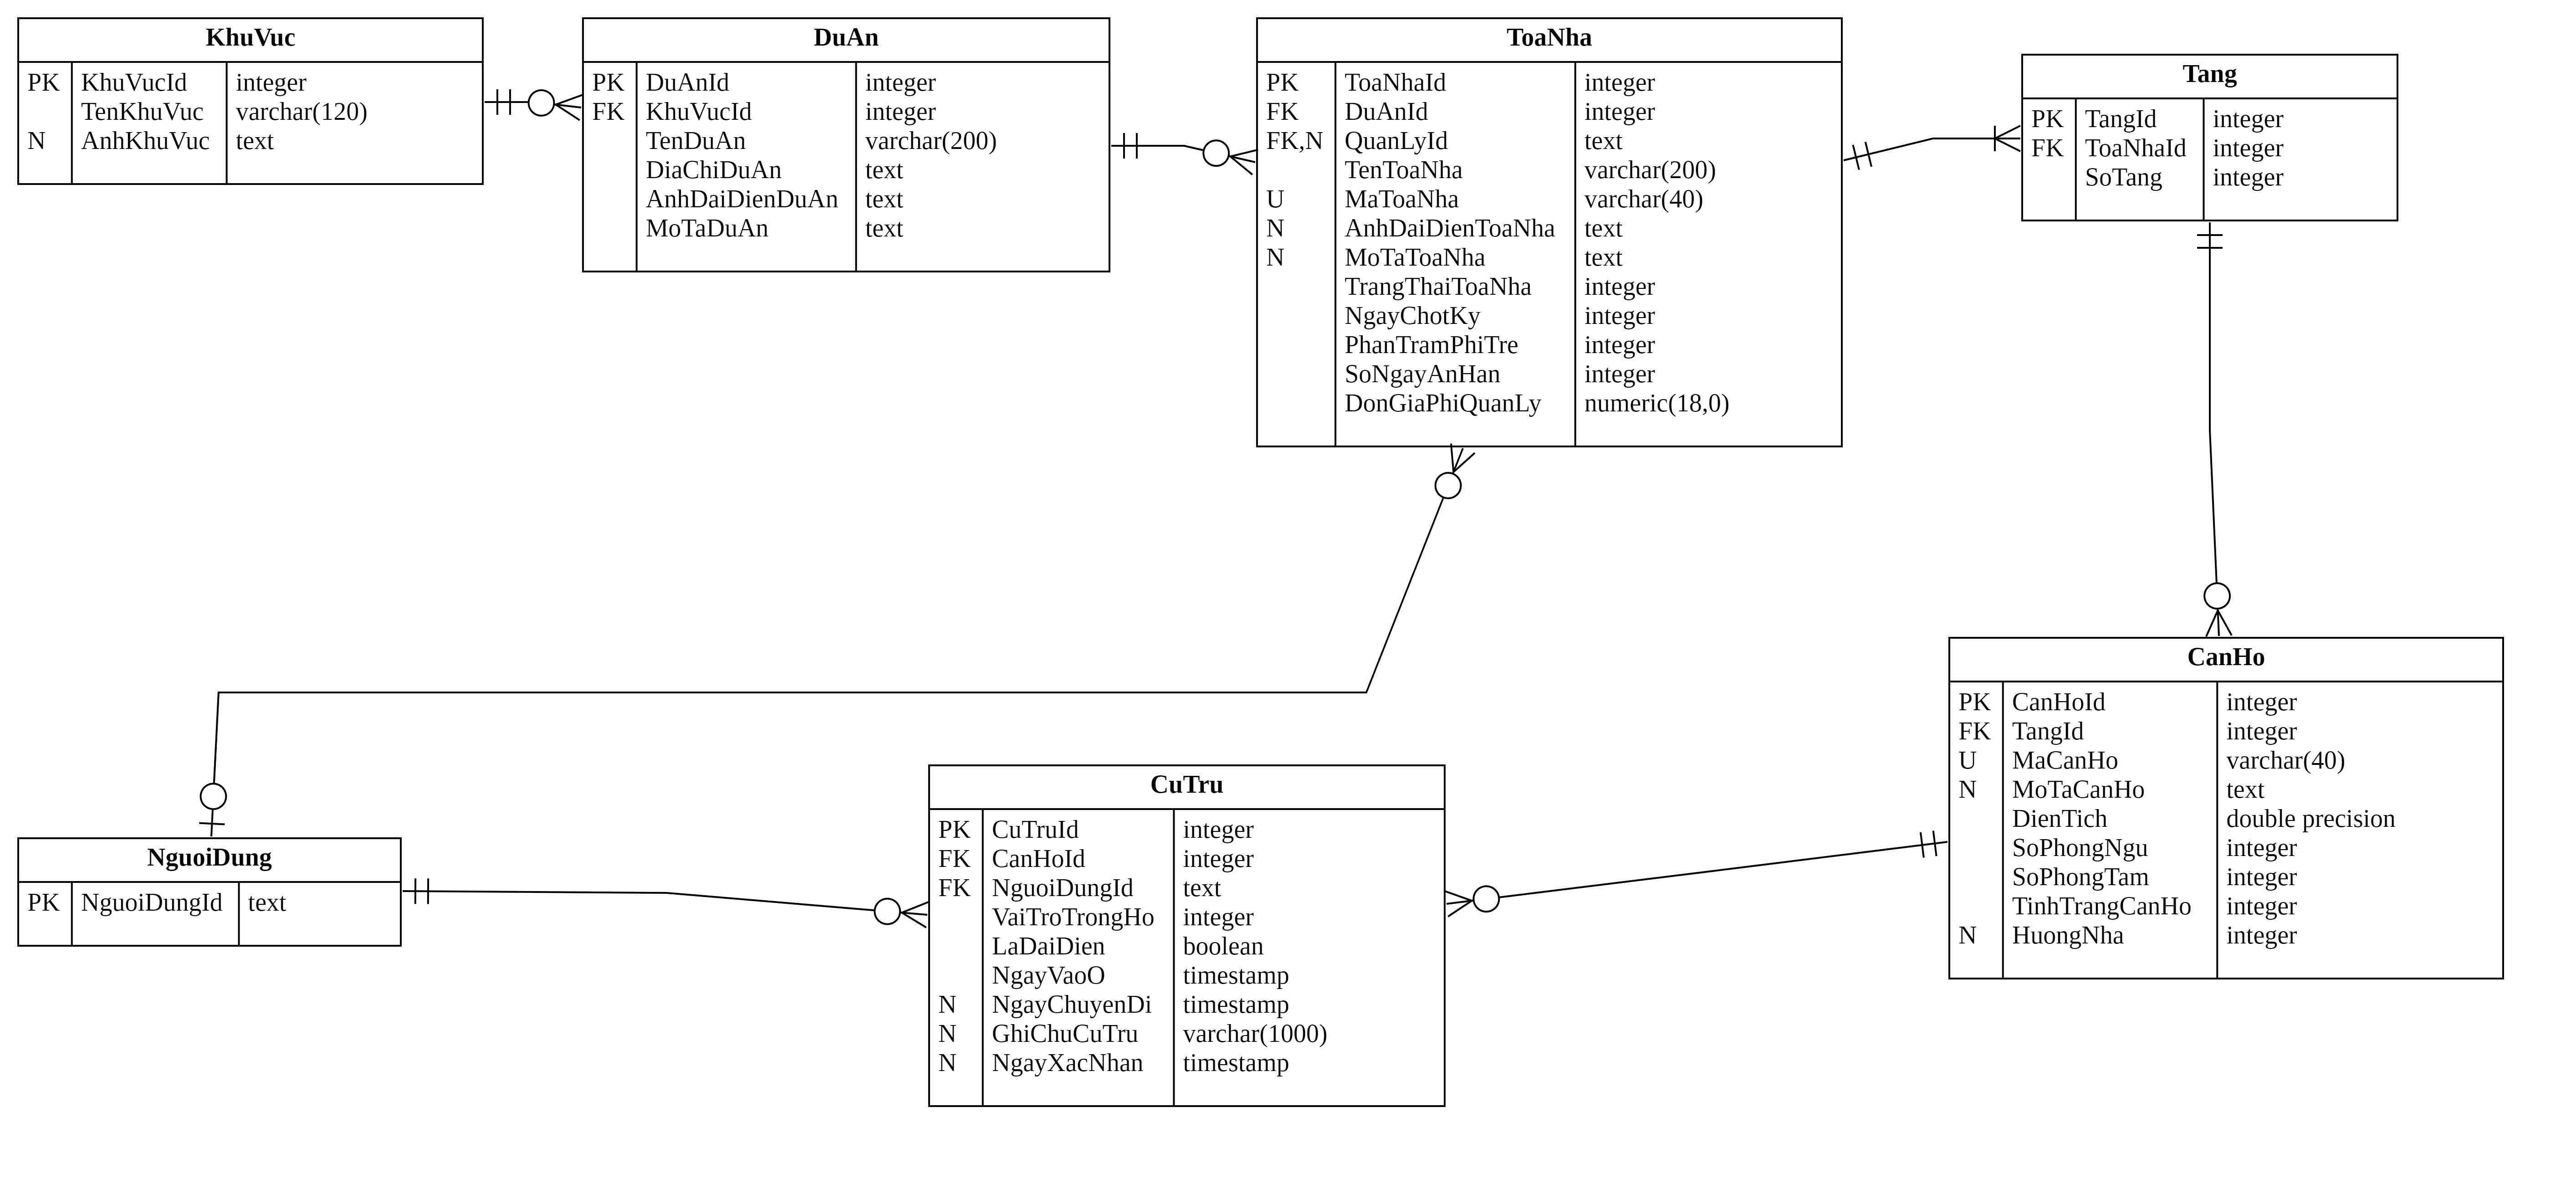 KhuVuc
PK KhuVucId integer
TenKhuVuc varchar(120)
N AnhKhuVuc text
DuAn
PK DuAnId integer
FK KhuVucId integer
TenDuAn varchar(200)
DiaChiDuAn text
AnhDaiDienDuAn text
MoTaDuAn text
ToaNha
PK ToaNhaId integer
FK DuAnId integer
FK,N QuanLyId text
TenToaNha varchar(200)
U MaToaNha varchar(40)
N AnhDaiDienToaNha text
N MoTaToaNha text
TrangThaiToaNha integer
NgayChotKy integer
PhanTramPhiTre integer
SoNgayAnHan integer
DonGiaPhiQuanLy numeric(18,0)
Tang
PK TangId integer
FK ToaNhaId integer
SoTang integer
NguoiDung
PK NguoiDungId text
CuTru
PK CuTruId integer
FK CanHoId integer
FK NguoiDungId text
VaiTroTrongHo integer
LaDaiDien boolean
NgayVaoO timestamp
N NgayChuyenDi timestamp
N GhiChuCuTru varchar(1000)
N NgayXacNhan timestamp
CanHo
PK CanHoId integer
FK TangId integer
U MaCanHo varchar(40)
N MoTaCanHo text
DienTich double precision
SoPhongNgu integer
SoPhongTam integer
TinhTrangCanHo integer
N HuongNha integer